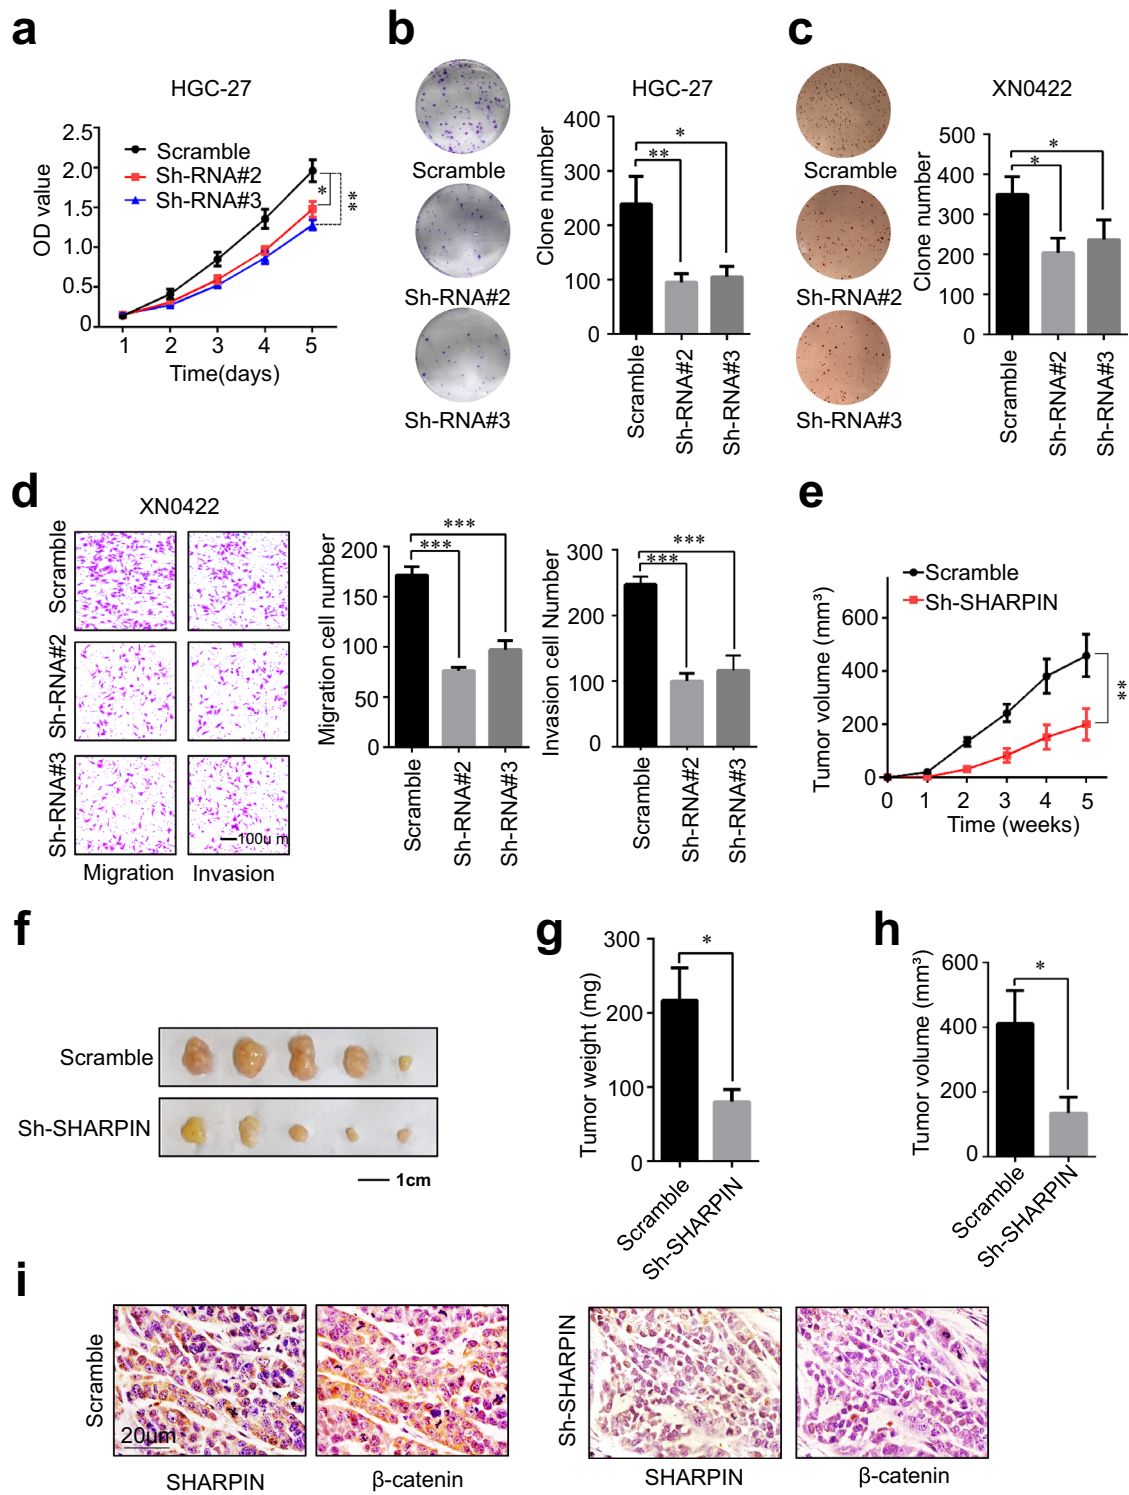 a
HGC-27
OD value
2.5
2.0
1.5
1.0
0.5
0
Scramble
Sh-RNA#2
Sh-RNA#3
*
**
1 2 3 4 5
Time(days)
b
Scramble
Sh-RNA#2
Sh-RNA#3
HGC-27
Clone number
400
300
200
100
0
**
*
Scramble
Sh-RNA#2
Sh-RNA#3
c
Scramble
Sh-RNA#2
Sh-RNA#3
XN0422
Clone number
500
400
300
200
100
0
*
*
Scramble
Sh-RNA#2
Sh-RNA#3
d
XN0422
Scramble
Sh-RNA#2
Sh-RNA#3
100u m
Migration Invasion
Migration cell number
200
150
100
50
0
***
***
Scramble
Sh-RNA#2
Sh-RNA#3
Invasion cell Number
300
200
100
0
***
***
Scramble
Sh-RNA#2
Sh-RNA#3
e
Scramble
Sh-SHARPIN
Tumor volume (mm³)
600
400
200
0
**
0 1 2 3 4 5
Time (weeks)
f
Scramble
Sh-SHARPIN
1cm
g
Tumor weight (mg)
300
200
100
0
*
Scramble
Sh-SHARPIN
h
Tumor volume (mm³)
600
400
200
0
*
Scramble
Sh-SHARPIN
i
Scramble
20um
SHARPIN
β-catenin
Sh-SHARPIN
SHARPIN
β-catenin